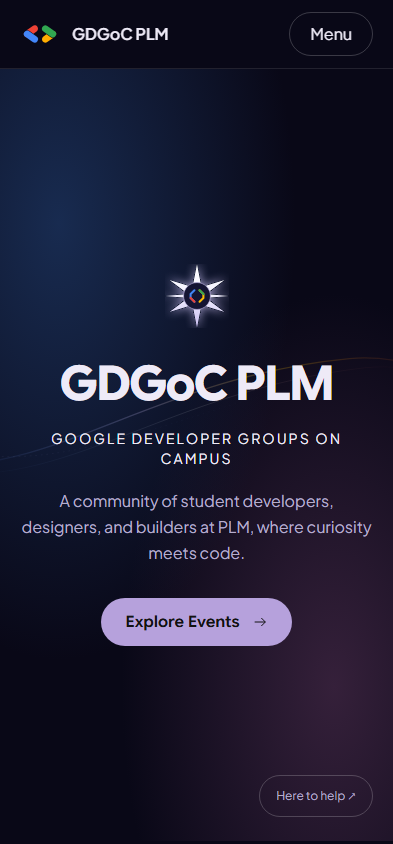 GDGoC PLM
Menu
GDGoC PLM
GOOGLE DEVELOPER GROUPS ON
CAMPUS
A community of student developers,
designers, and builders at PLM, where curiosity
meets code.
Explore Events →
Here to help ↗